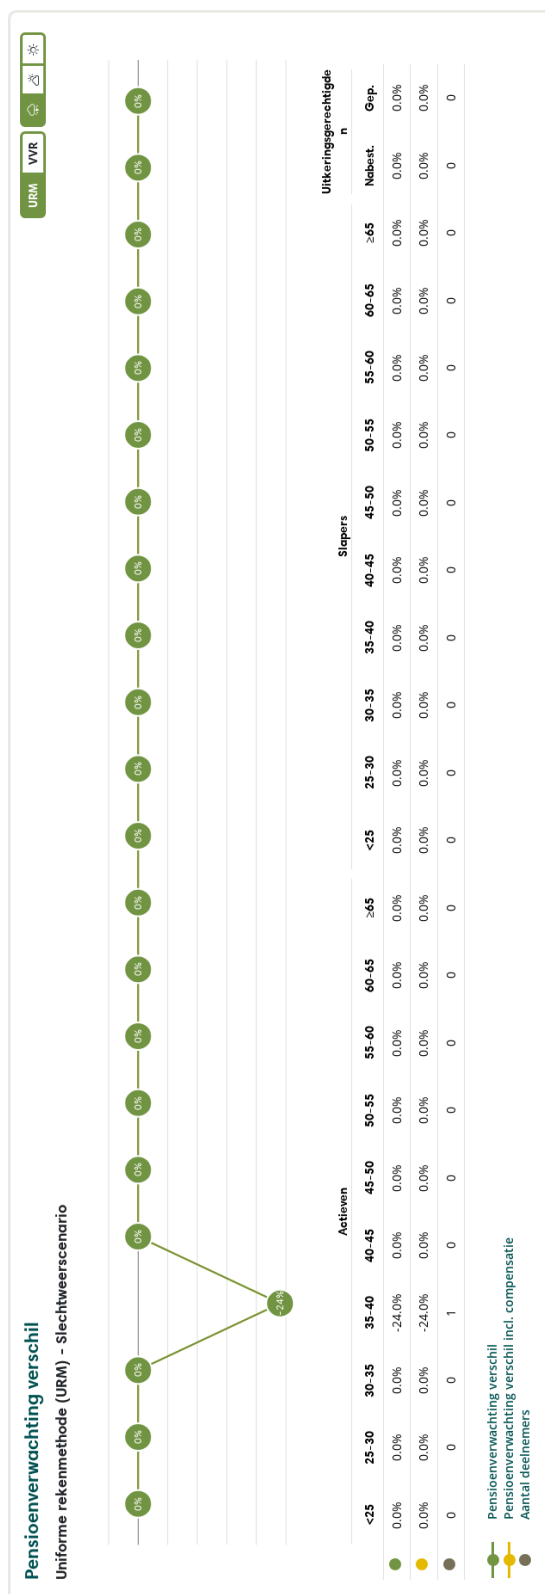 Pensioenverwachting verschil
URM VVR
Uniforme rekenmethode (URM) - Slechtweerscenario
0% 0% 0% -24% 0% 0% 0% 0% 0% 0% 0% 0% 0% 0% 0% 0% 0% 0% 0% 0% 0% 0%
Actieven Slapers Uitkeringsgerechtigde
n
<25 25-30 30-35 35-40 40-45 45-50 50-55 55-60 60-65 ≥65 <25 25-30 30-35 35-40 40-45 45-50 50-55 55-60 60-65 ≥65 Nabest. Gep.
0.0% 0.0% 0.0% -24.0% 0.0% 0.0% 0.0% 0.0% 0.0% 0.0% 0.0% 0.0% 0.0% 0.0% 0.0% 0.0% 0.0% 0.0% 0.0% 0.0% 0.0% 0.0%
0.0% 0.0% 0.0% -24.0% 0.0% 0.0% 0.0% 0.0% 0.0% 0.0% 0.0% 0.0% 0.0% 0.0% 0.0% 0.0% 0.0% 0.0% 0.0% 0.0% 0.0% 0.0%
0 0 0 1 0 0 0 0 0 0 0 0 0 0 0 0 0 0 0 0 0 0
Pensioenverwachting verschil
Pensioenverwachting verschil incl. compensatie
Aantal deelnemers